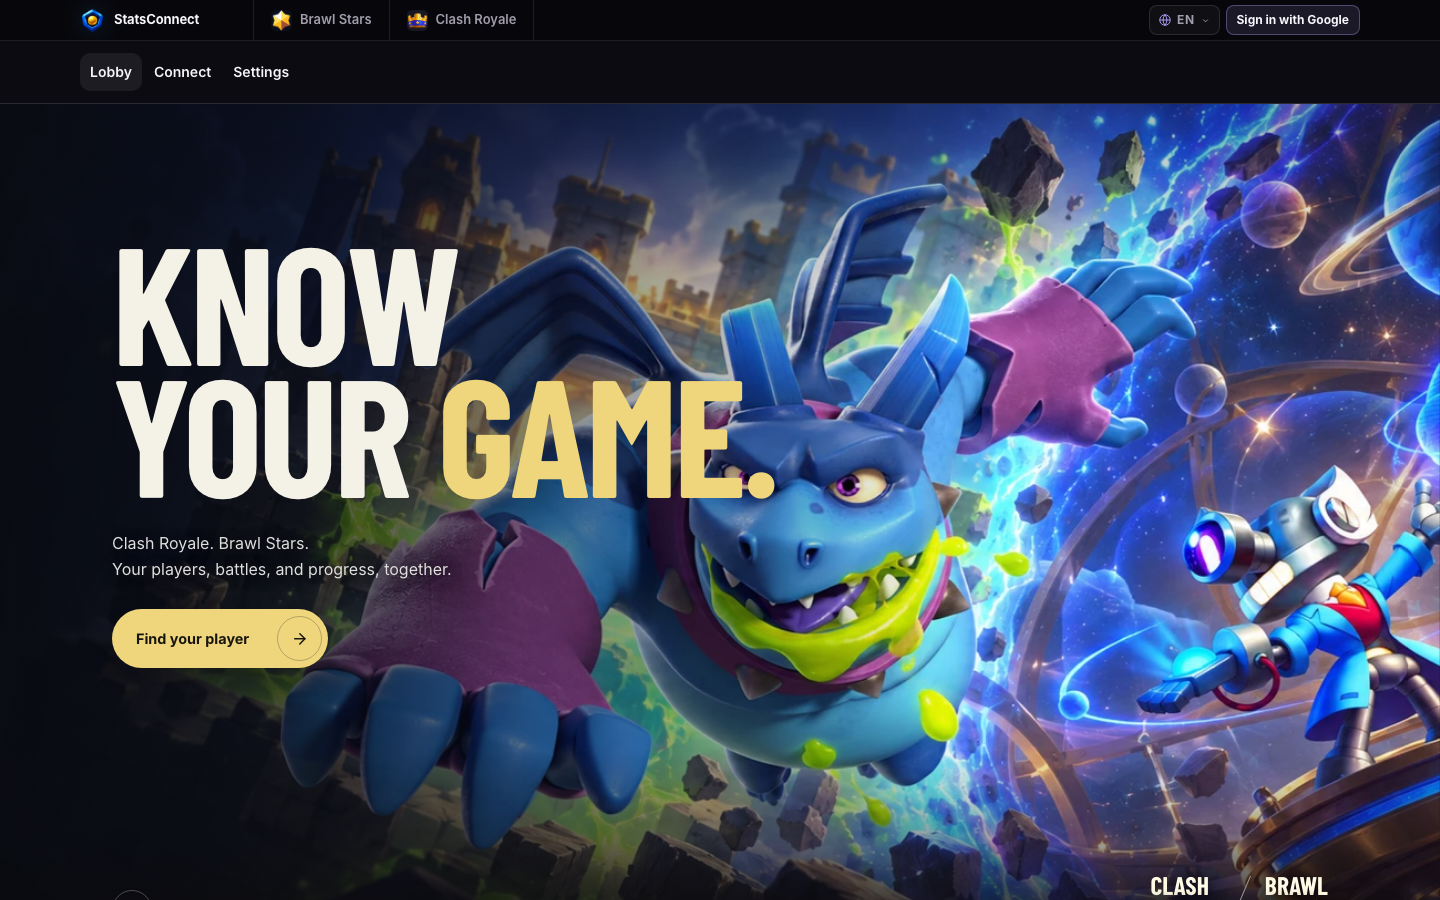 StatsConnect
Brawl Stars
Clash Royale
EN
Sign in with Google
Lobby
Connect
Settings
KNOW
YOUR GAME.
Clash Royale. Brawl Stars.
Your players, battles, and progress, together.
Find your player
CLASH / BRAWL